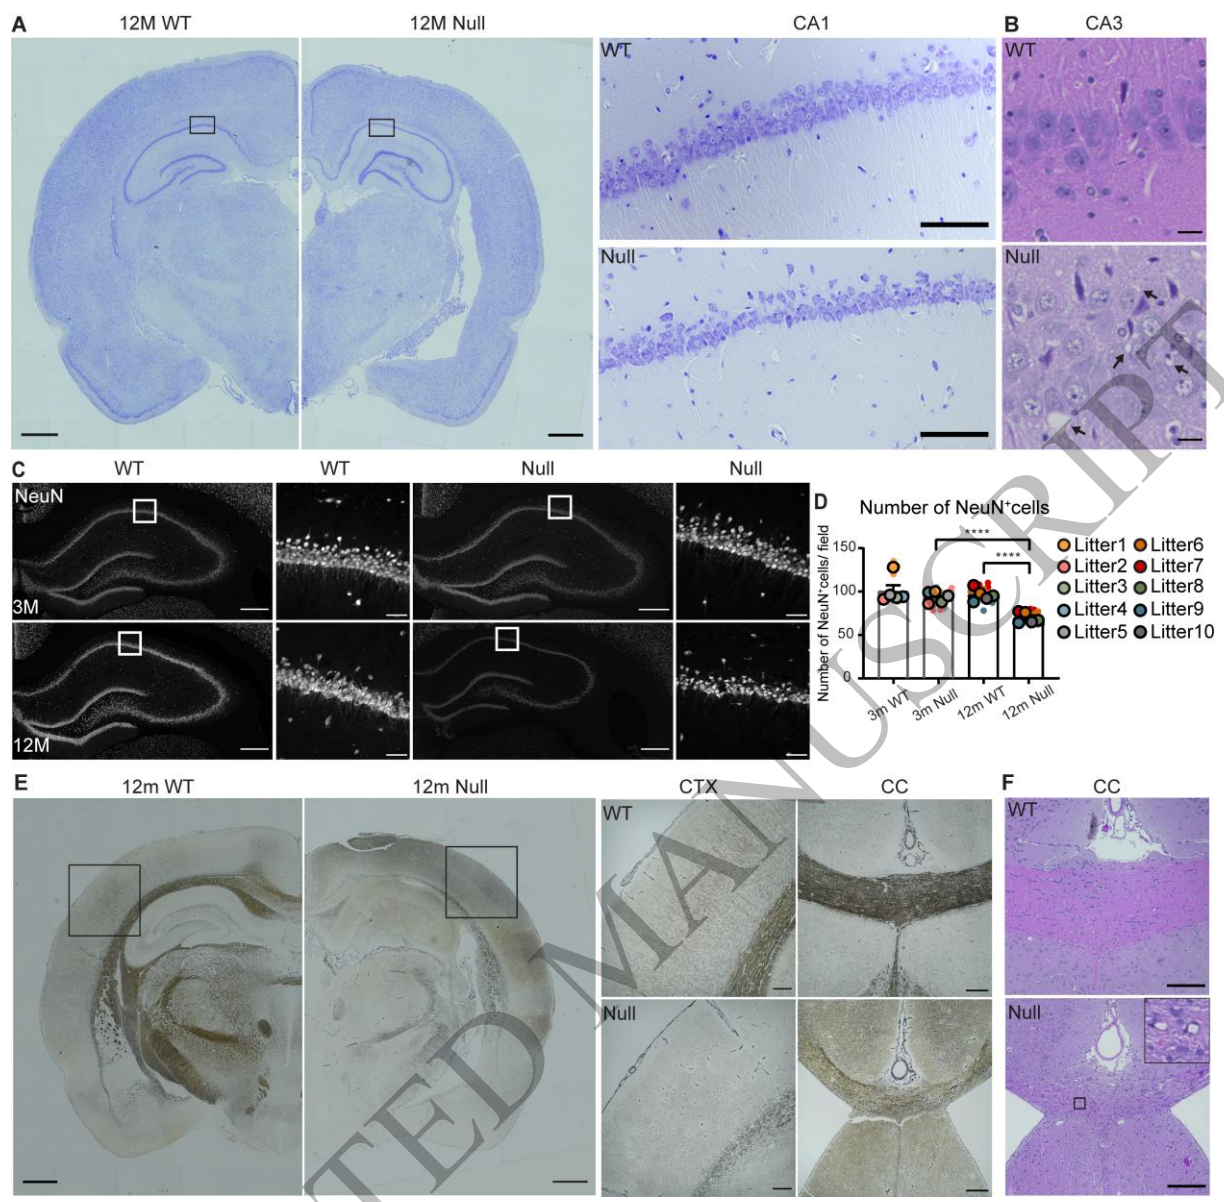 A 12M WT 12M Null CA1 B CA3
WT WT
Null Null
C WT WT Null Null
NeuN
3M
12M
D
Number of NeuN⁺cells
****
****
Number of NeuN⁺cells/ field
150
100
50
0
3m WT
3m Null
12m WT
12m Null
Litter1 Litter6
Litter2 Litter7
Litter3 Litter8
Litter4 Litter9
Litter5 Litter10
E 12m WT 12m Null CTX CC F CC
WT WT
Null Null
TED MANUSCRIPT